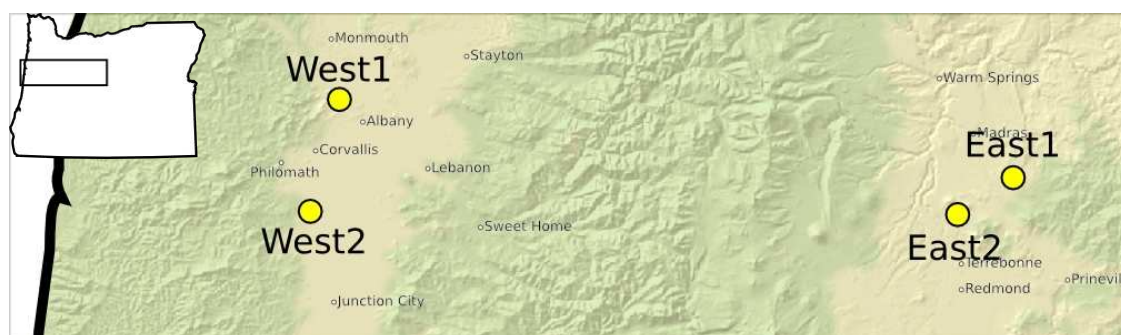 Monmouth
Stayton
West1
Warm Springs
Albany
Madras
East1
Corvallis
Philomath
Lebanon
West2
Sweet Home
East2
Terrebonne
Prinevil
Redmond
Junction City